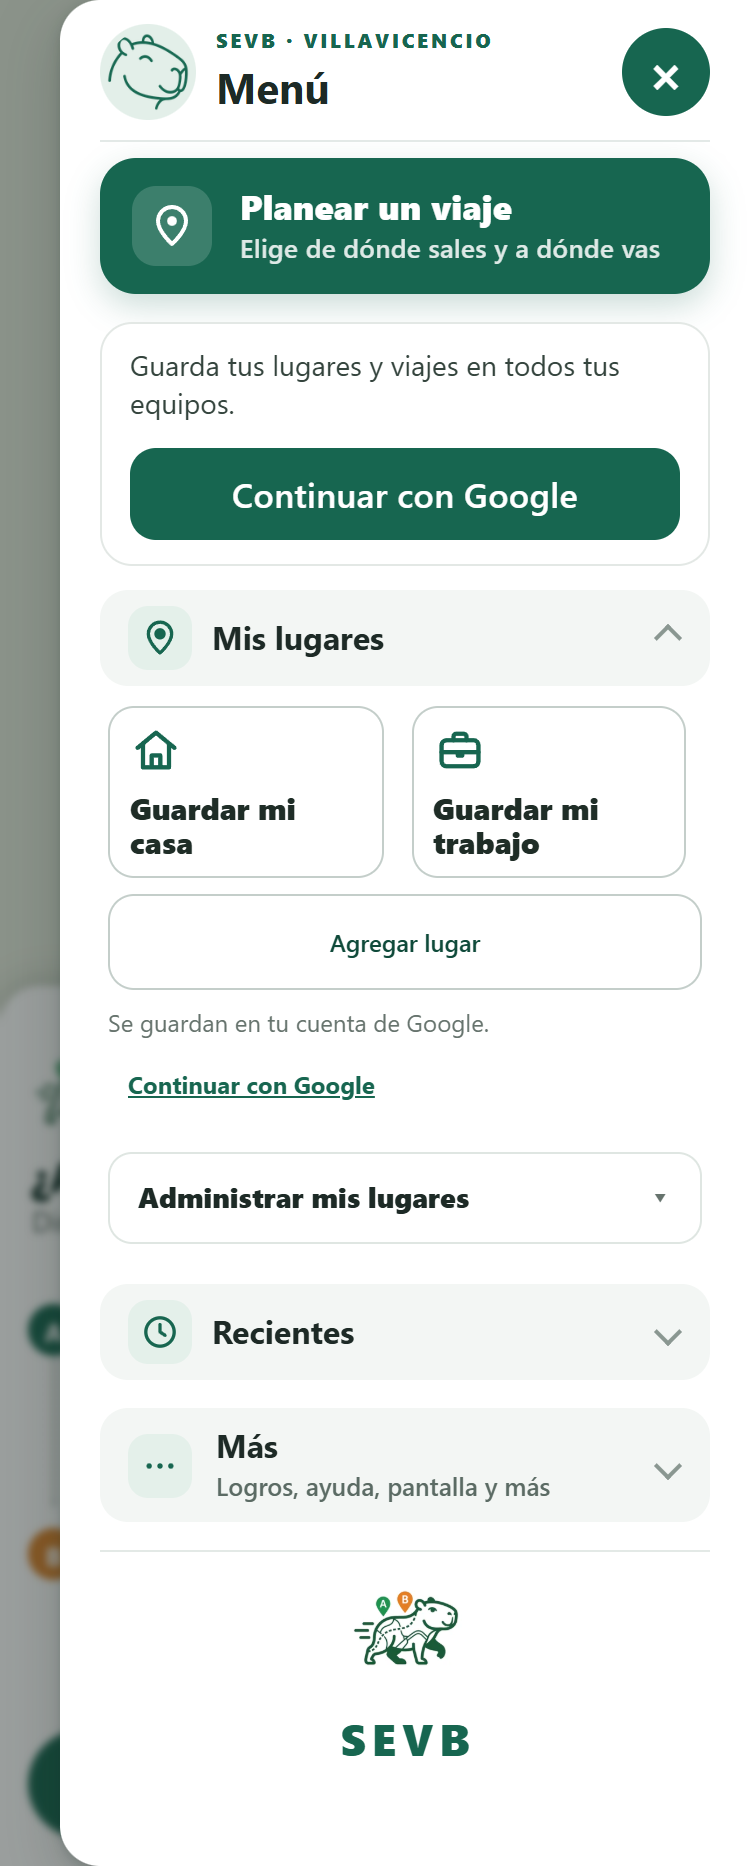 SEVB · VILLAVICENCIO
Menú
Planear un viaje
Elige de dónde sales y a dónde vas
Guarda tus lugares y viajes en todos tus
equipos.
Continuar con Google
Mis lugares
Guardar mi
casa
Guardar mi
trabajo
Agregar lugar
Se guardan en tu cuenta de Google.
Continuar con Google
Administrar mis lugares
Recientes
Más
Logros, ayuda, pantalla y más
A
B
SEVB